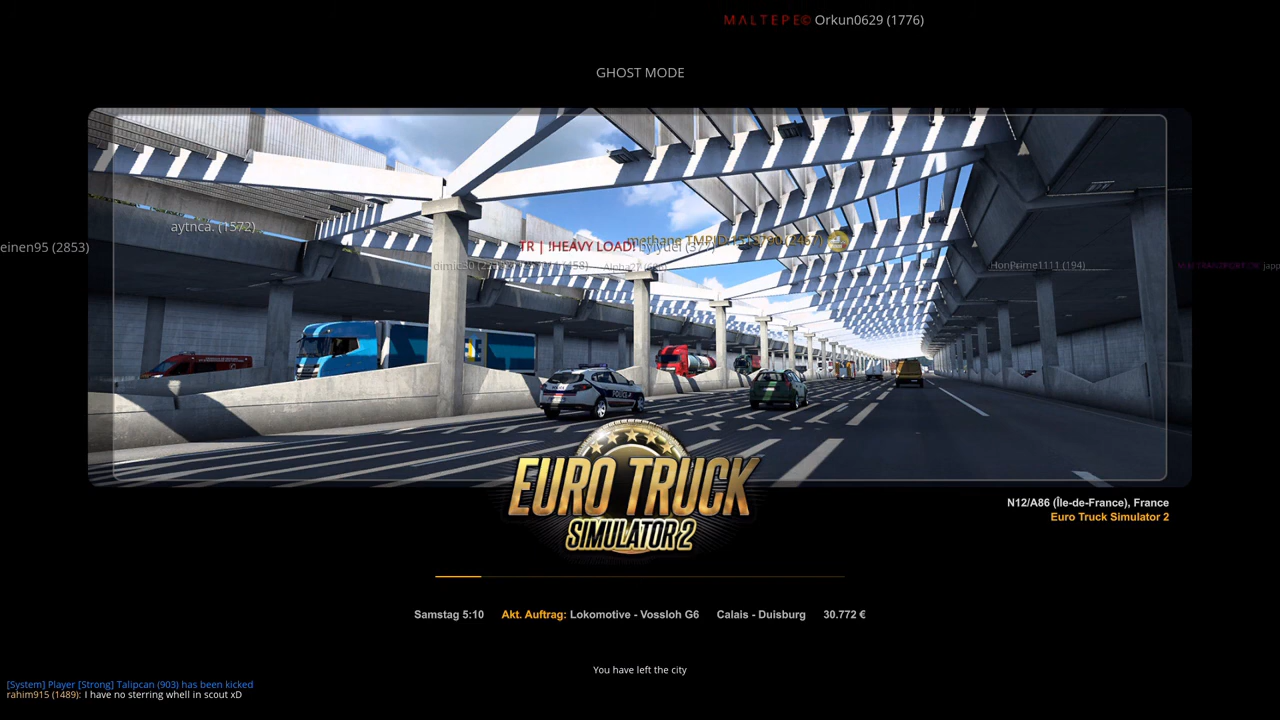 M A L T E P E© Orkun0629 (1776)
GHOST MODE
aytnca. (1572)
einen95 (2853)
TR | !HEAVY LOAD!
HonPrime1111 (194)
japp
POLICE
EURO TRUCK
SIMULATOR 2
N12/A86 (Île-de-France), France
Euro Truck Simulator 2
Samstag 5:10 Akt. Auftrag: Lokomotive - Vossloh G6 Calais - Duisburg 30.772 €
You have left the city
[System] Player [Strong] Talipcan (903) has been kicked
rahim915 (1489): I have no sterring whell in scout xD